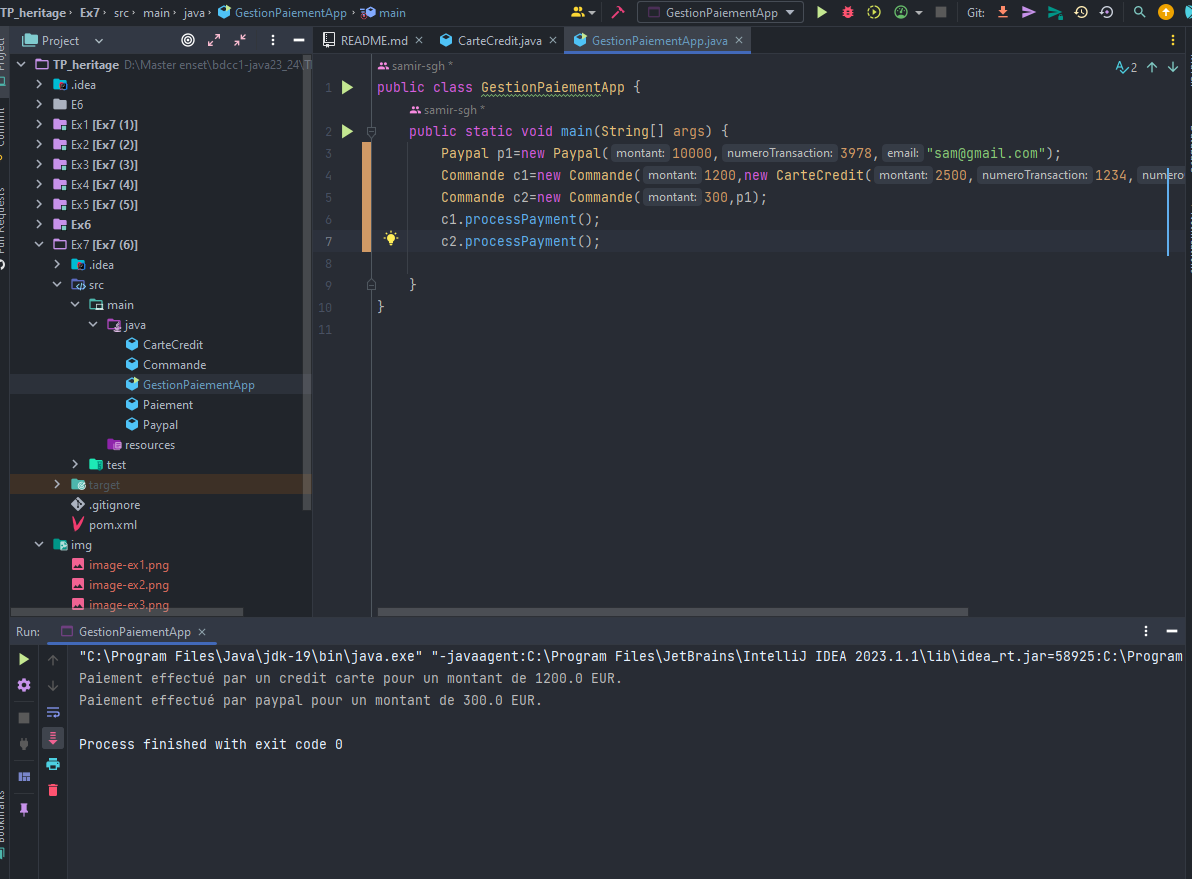 TP_heritage › Ex7 › src › main › java › GestionPaiementApp › main
GestionPaiementApp
Git:
Project
README.md
CarteCredit.java
GestionPaiementApp.java
TP_heritage D:\Master enset\bdcc1-java23_24\T
.idea
E6
Ex1 [Ex7 (1)]
Ex2 [Ex7 (2)]
Ex3 [Ex7 (3)]
Ex4 [Ex7 (4)]
Ex5 [Ex7 (5)]
Ex6
Ex7 [Ex7 (6)]
.idea
src
main
java
CarteCredit
Commande
GestionPaiementApp
Paiement
Paypal
resources
test
target
.gitignore
pom.xml
img
image-ex1.png
image-ex2.png
image-ex3.png
samir-sgh *
2
1 public class GestionPaiementApp {
samir-sgh *
2 public static void main(String[] args) {
3 Paypal p1=new Paypal( montant: 10000, numeroTransaction: 3978, email: "sam@gmail.com");
4 Commande c1=new Commande( montant: 1200,new CarteCredit( montant: 2500, numeroTransaction: 1234, numero
5 Commande c2=new Commande( montant: 300,p1);
6 c1.processPayment();
7 c2.processPayment();
8
9 }
10 }
11
Run: GestionPaiementApp
"C:\Program Files\Java\jdk-19\bin\java.exe" "-javaagent:C:\Program Files\JetBrains\IntelliJ IDEA 2023.1.1\lib\idea_rt.jar=58925:C:\Program
Paiement effectué par un credit carte pour un montant de 1200.0 EUR.
Paiement effectué par paypal pour un montant de 300.0 EUR.
Process finished with exit code 0